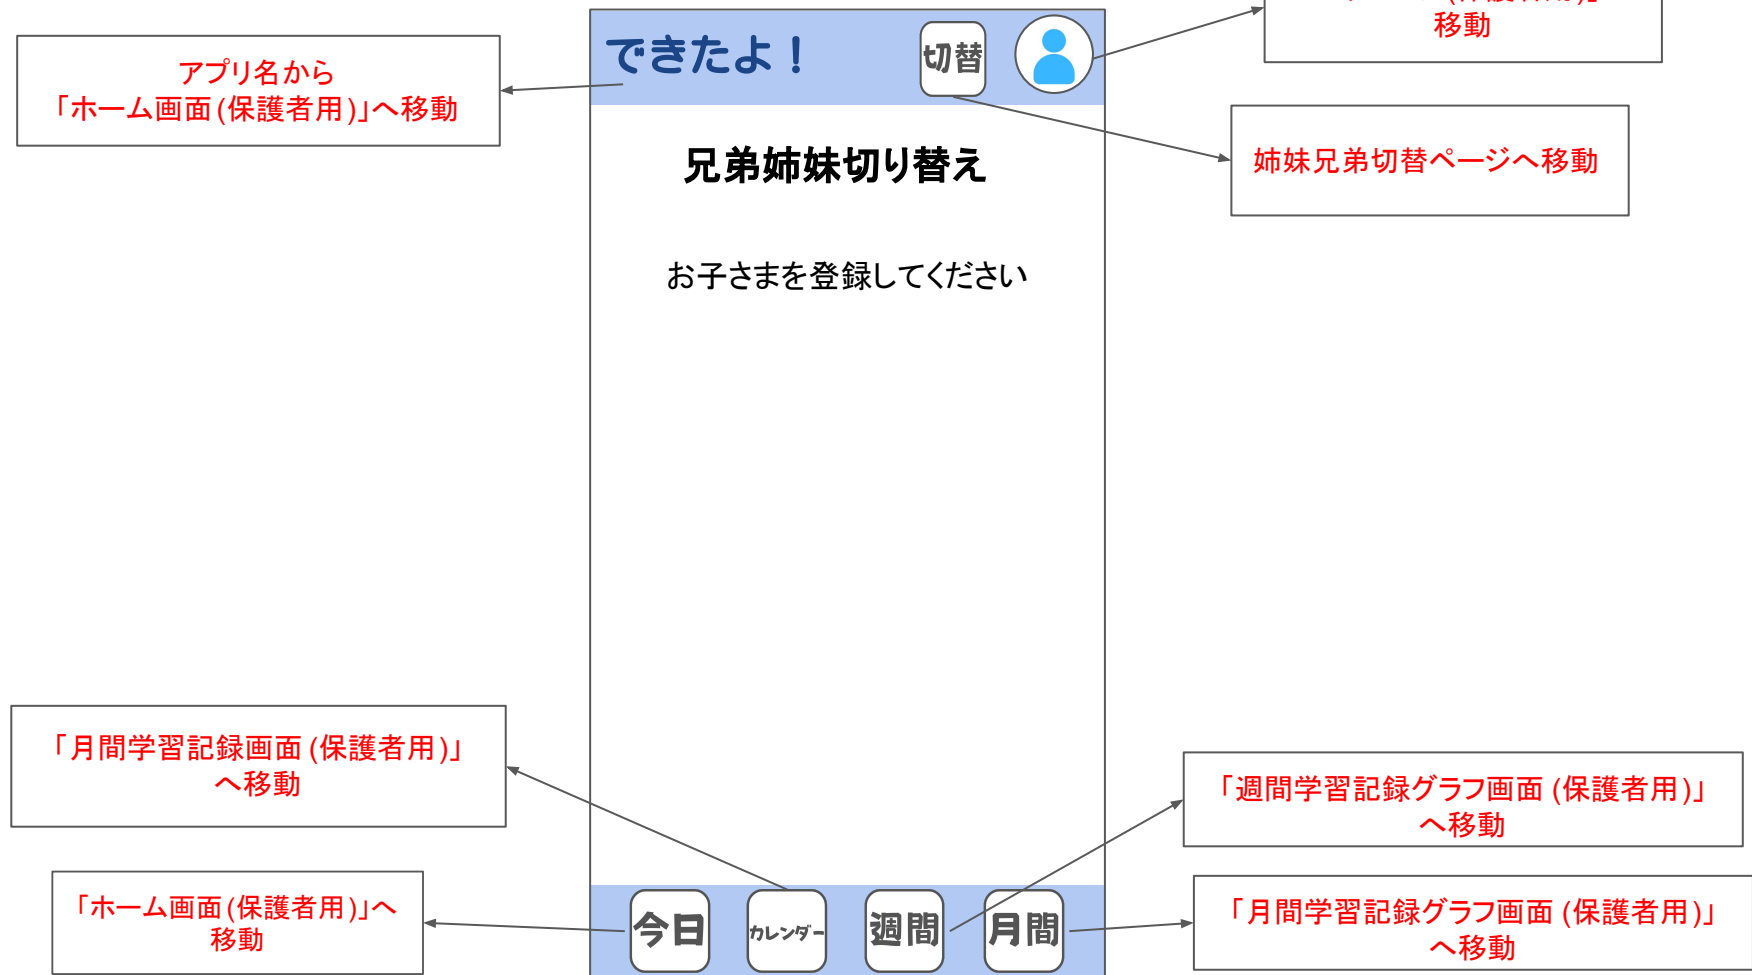 (保護者用)」
移動
アプリ名から
「ホーム画面(保護者用)」へ移動
できたよ！
切替
姉妹兄弟切替ページへ移動
兄弟姉妹切り替え
お子さまを登録してください
「月間学習記録画面(保護者用)」
へ移動
「週間学習記録グラフ画面(保護者用)」
へ移動
「ホーム画面(保護者用)」へ
移動
今日
カレンダー
週間
月間
「月間学習記録グラフ画面(保護者用)」
へ移動